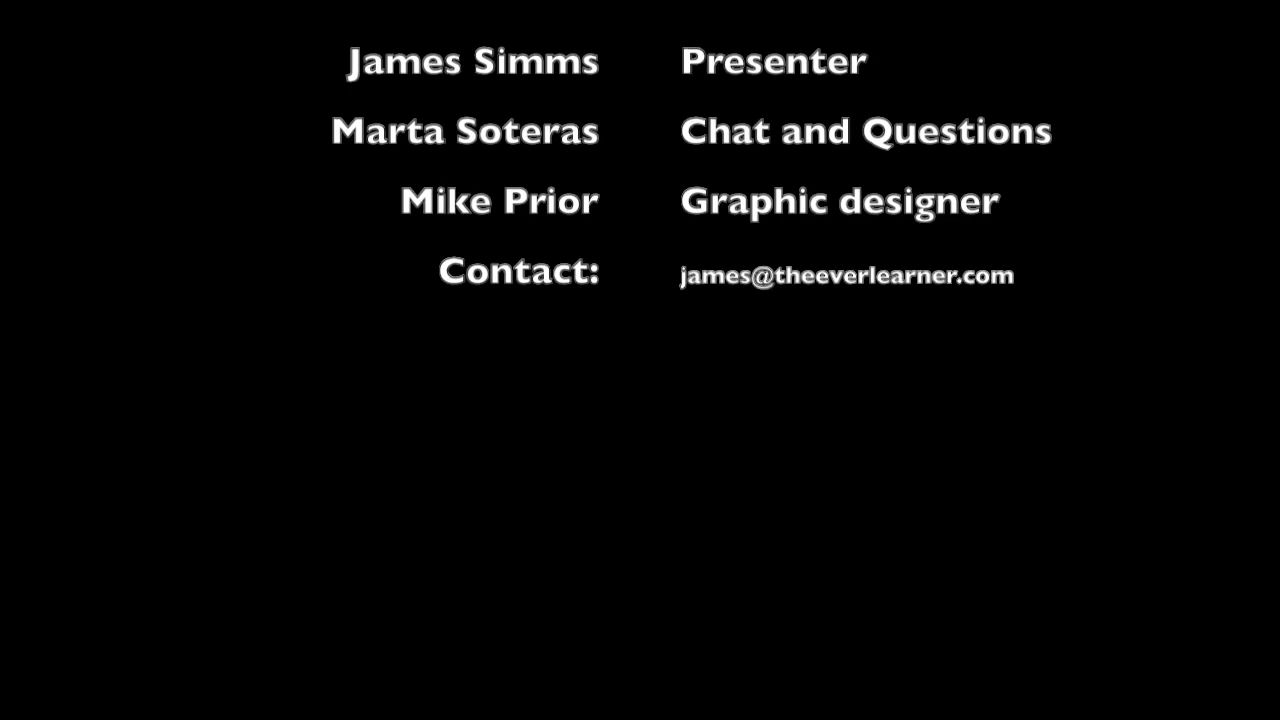 James Simms Presenter
Marta Soteras Chat and Questions
Mike Prior Graphic designer
Contact: james@theeverlearner.com